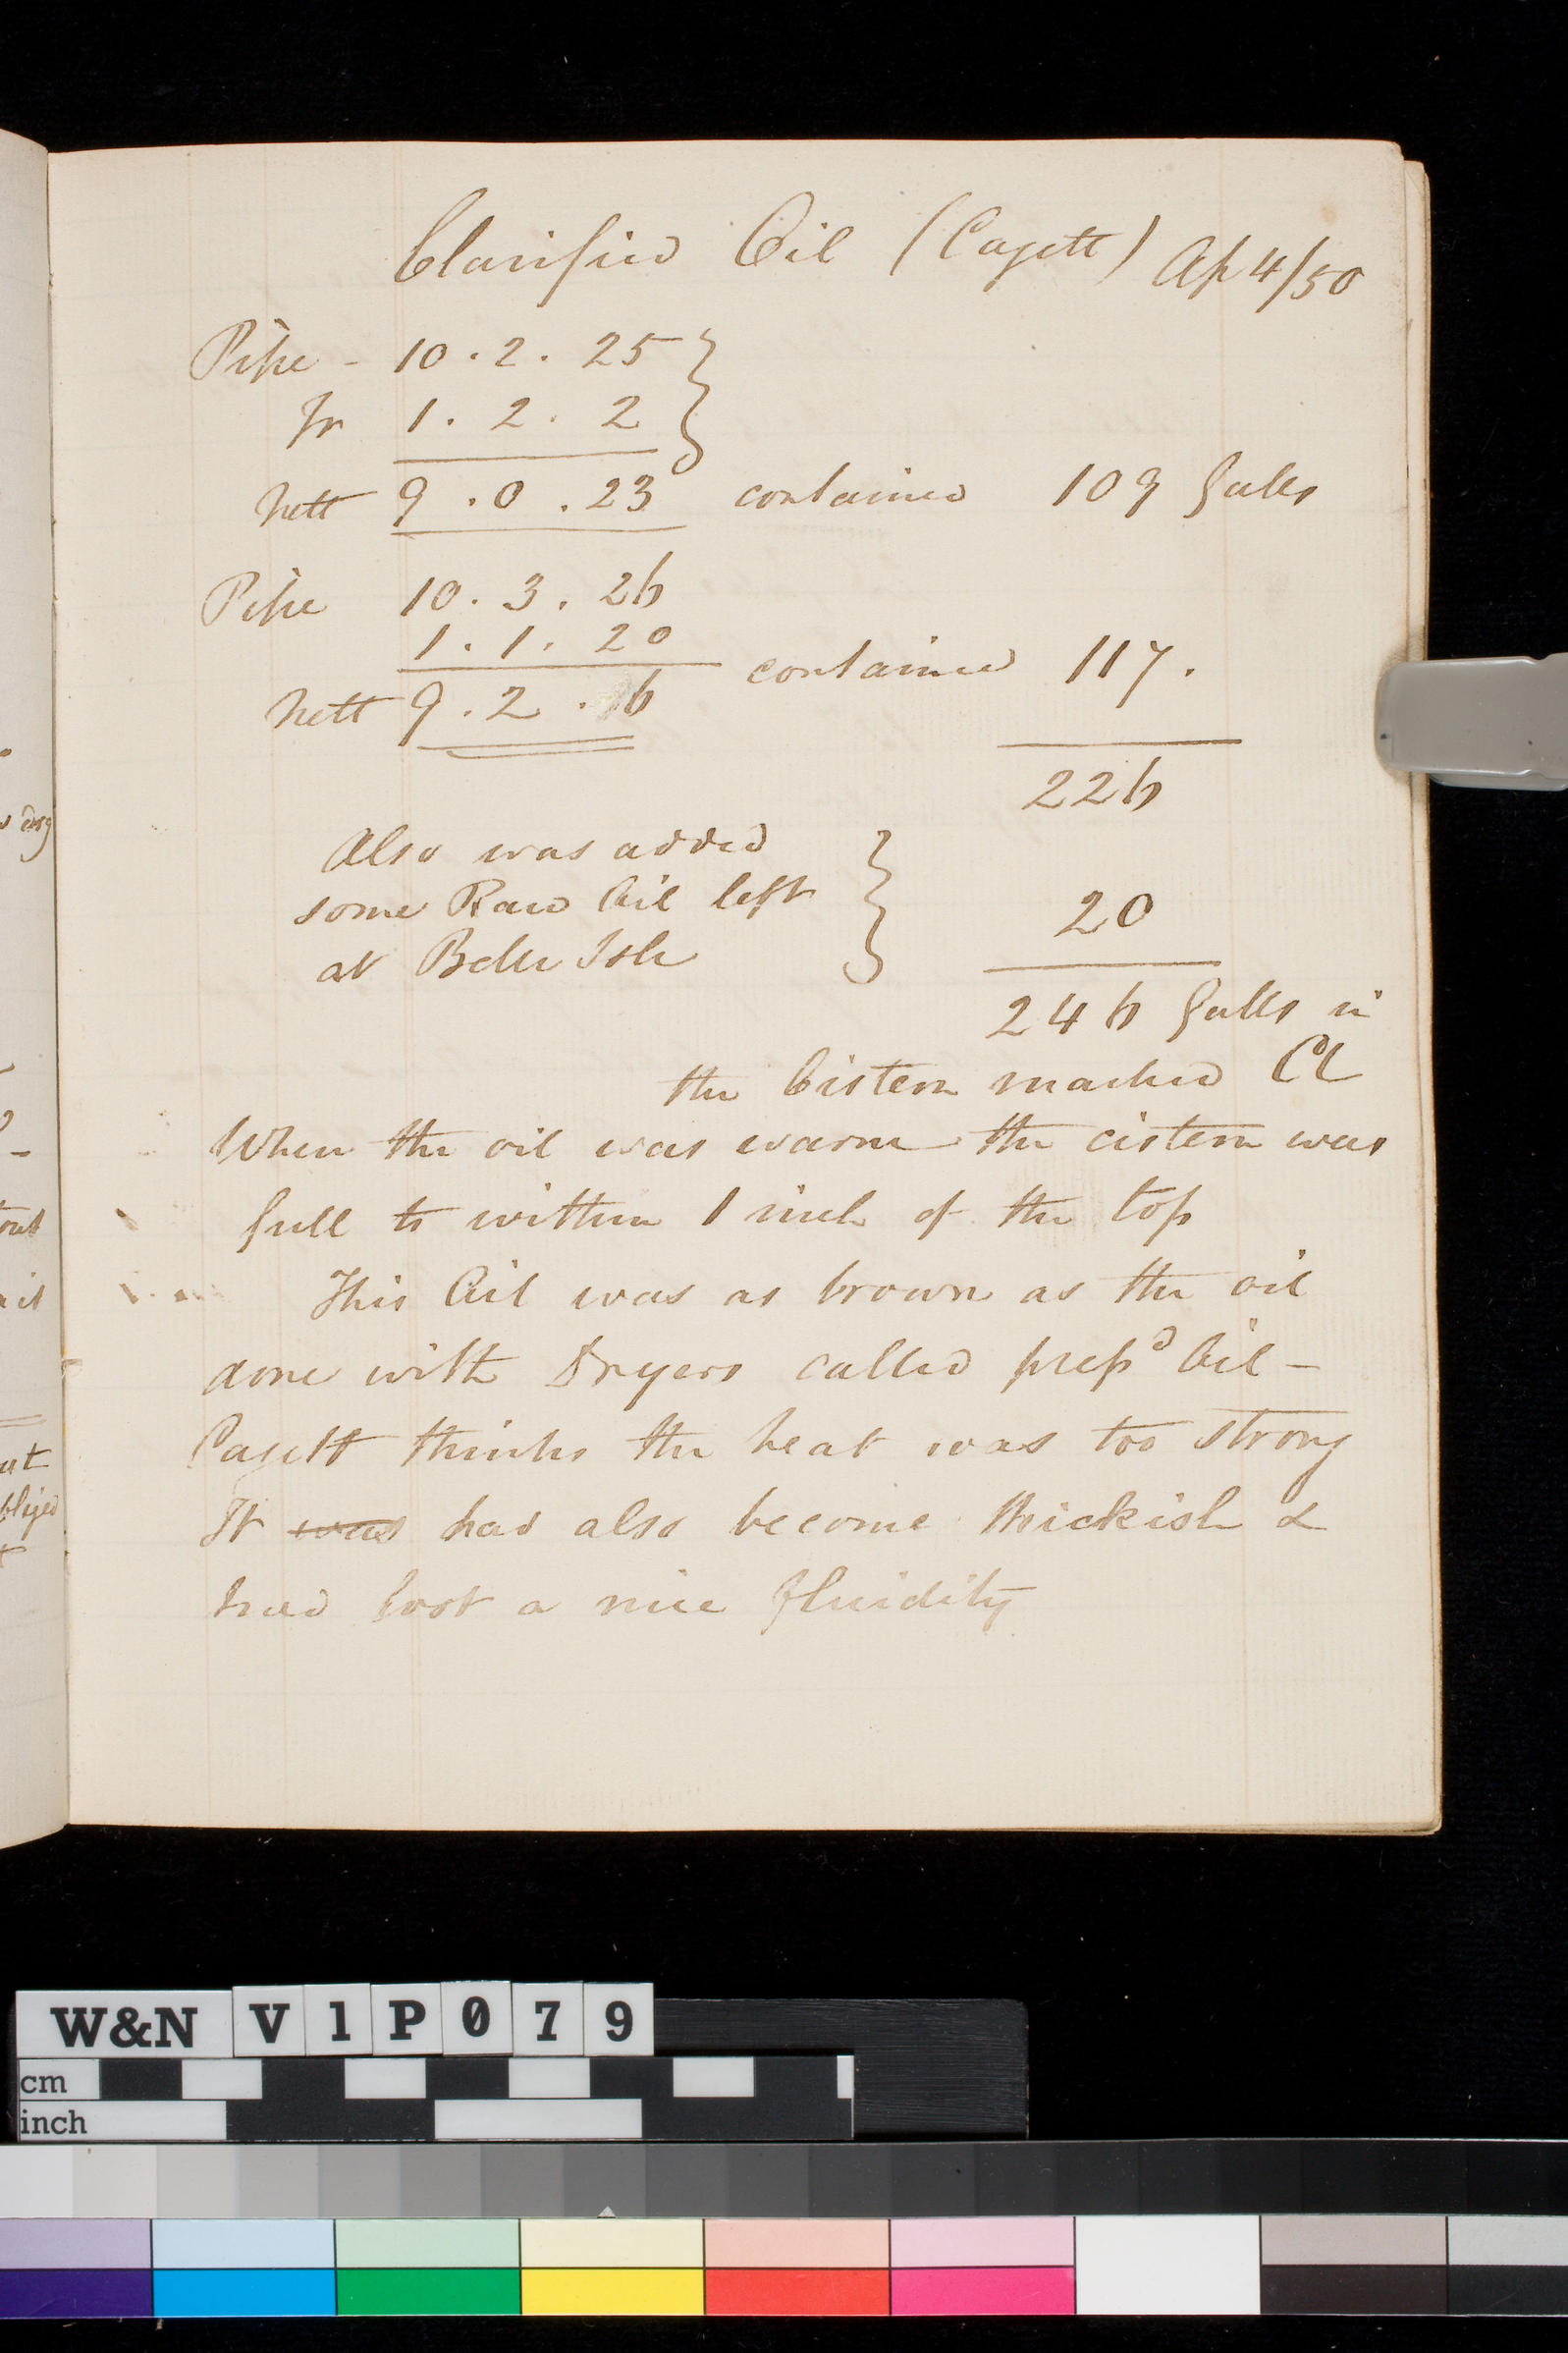 Clarified Oil (Cagett) Ap 4/50
Pipe - 10 . 2 . 25
Tr 1 . 2 . 2
Nett 9 . 0 . 23 contained 109 Galls
Pipe 10 . 3 . 26
1 . 1 . 20
contained 117 .
Nett 9 . 2 . 6
226
Also was added
some Raw Oil left
20
at Belle Isle
246 Galls in
the Cistern marked Cl
When the oil was warm the cistern was
full to within 1 inch of the top
This Oil was as brown as the oil
done with Dryers called prepd Oil -
Cagett thinks the heat was too strong
It was had also become thickish &
had lost a nice fluidity
W&N V1P079
cm
inch